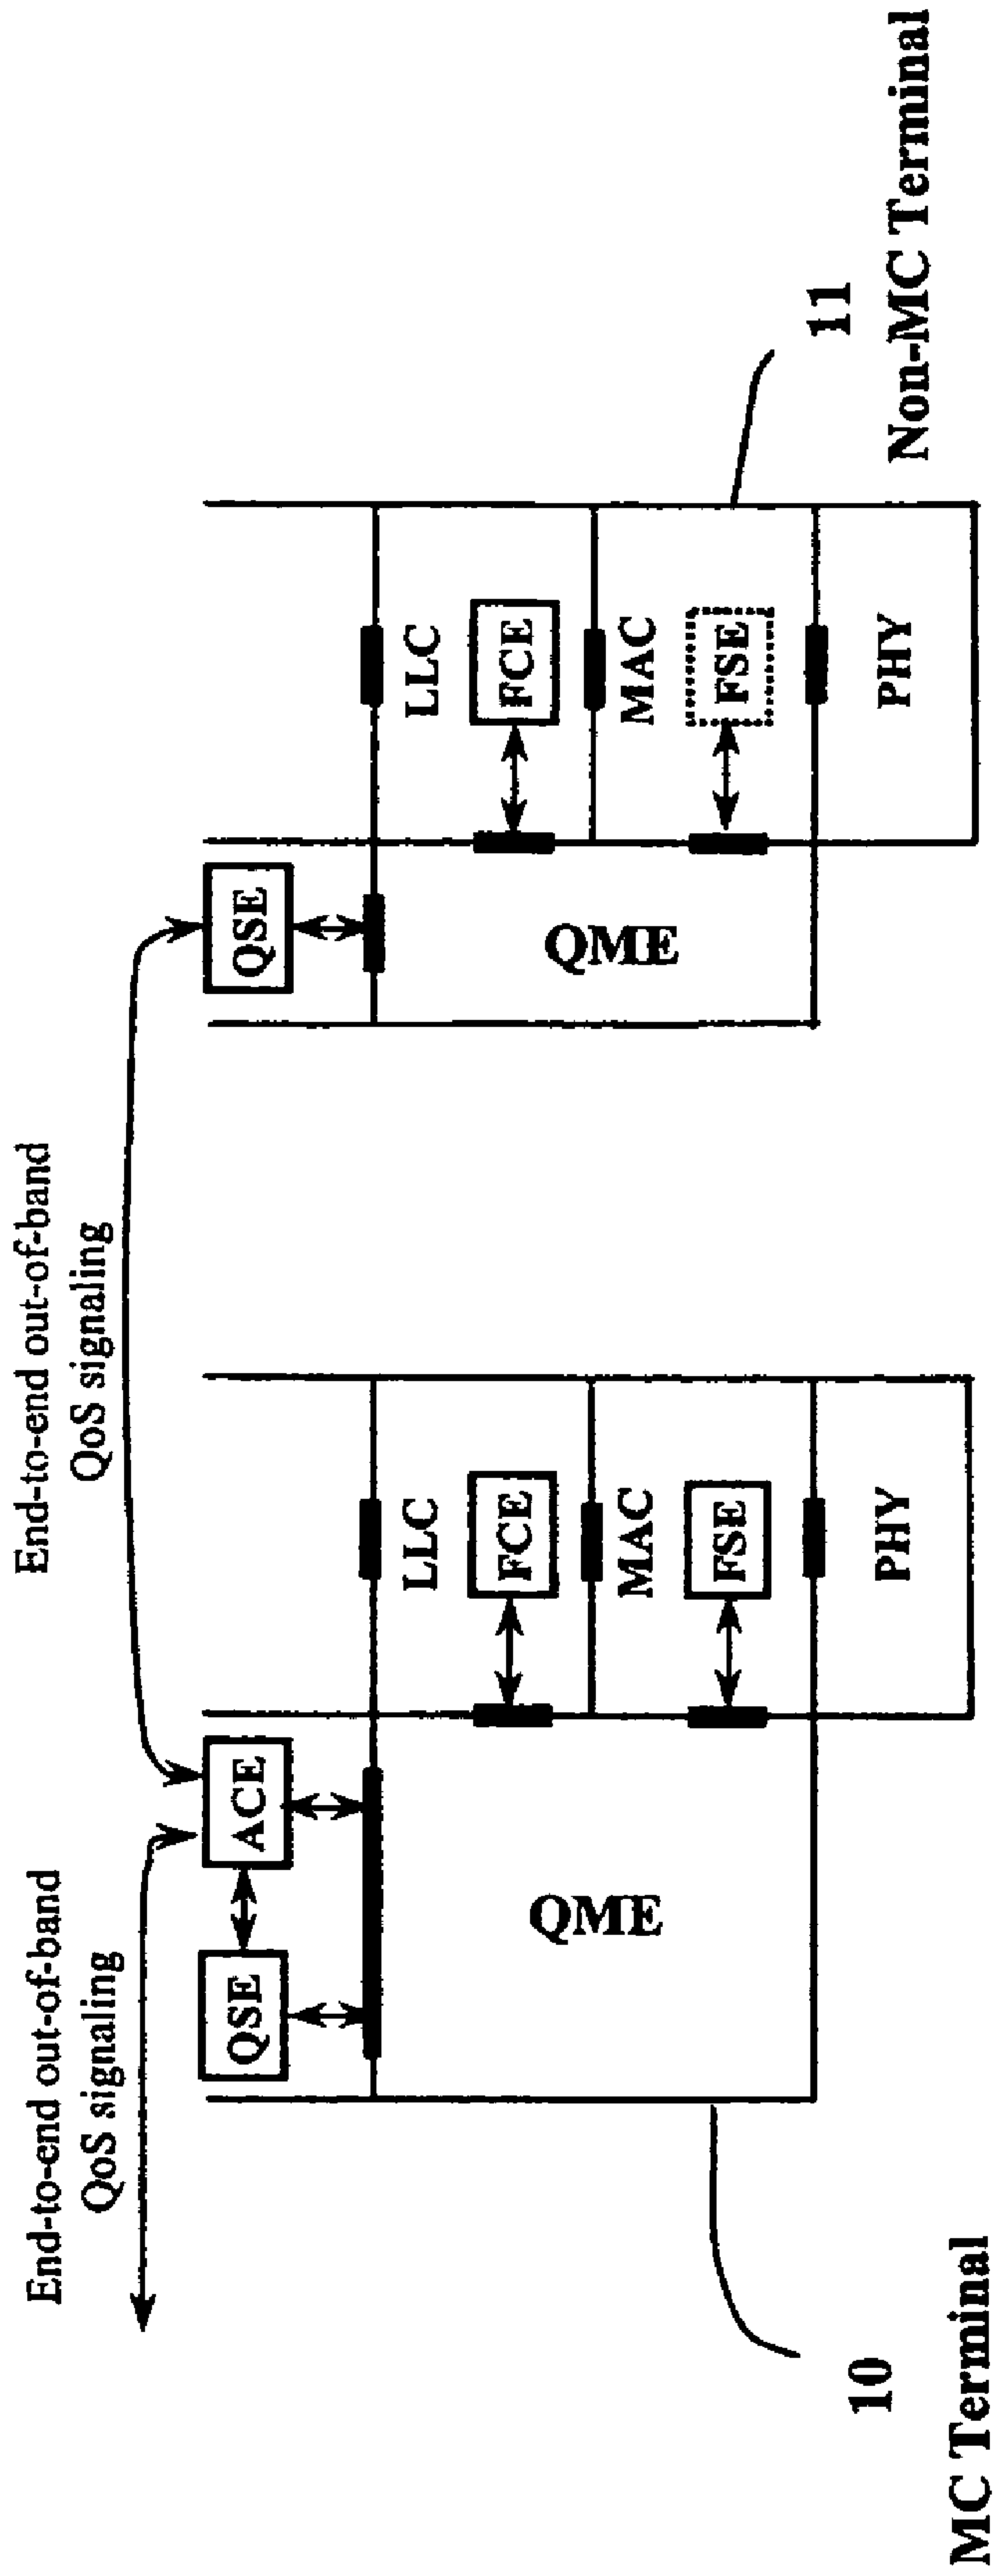 End-to-end out-of-band
QoS signaling
End-to-end out-of-band
QoS signaling
QSE
ACE
QME
LLC
FCE
MAC
FSE
PHY
10
MC Terminal
QSE
QME
LLC
FCE
MAC
FSE
PHY
11
Non-MC Terminal